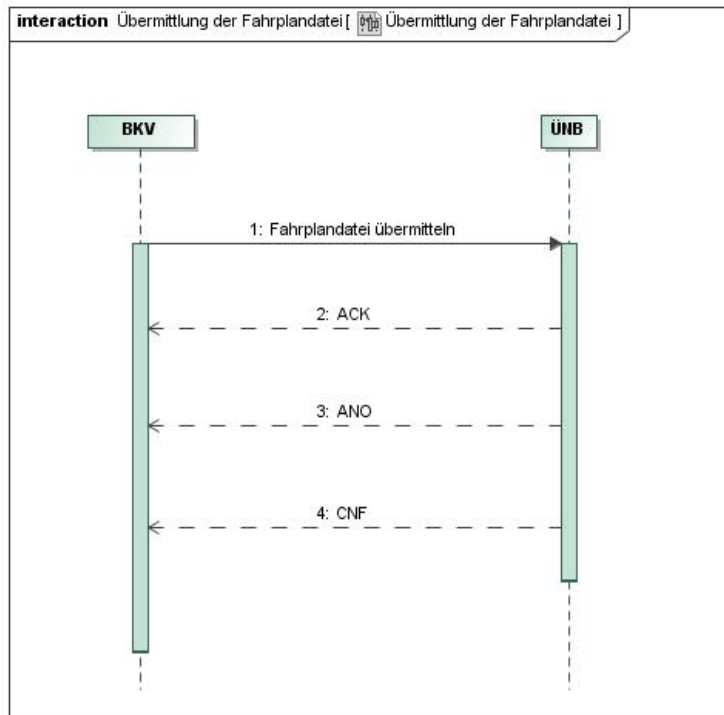 interaction Übermittlung der Fahrplandatei [ Übermittlung der Fahrplandatei ]
BKV
ÜNB
1: Fahrplandatei übermitteln
2: ACK
3: ANO
4: CNF